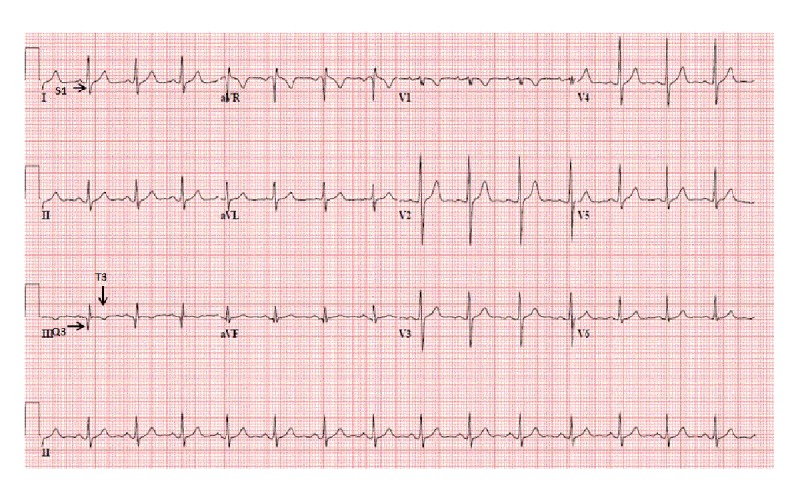 I S1 aVR V1 V4
II aVL V2 V5
T3
III Q3 aVF V3 V6
II